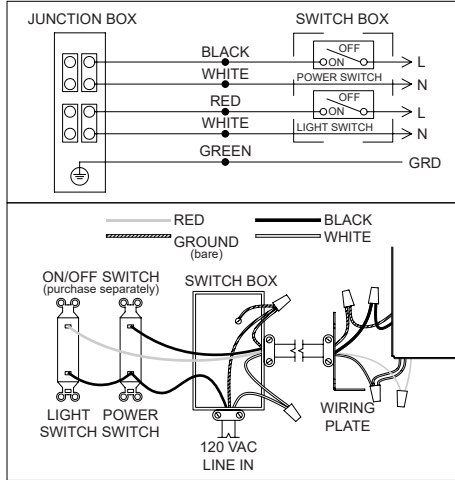 JUNCTION BOX
SWITCH BOX
BLACK
OFF
ON
L
WHITE
POWER SWITCH
N
RED
OFF
ON
L
WHITE
LIGHT SWITCH
N
GREEN
GRD
RED
BLACK
GROUND
(bare)
WHITE
ON/OFF SWITCH
(purchase separately)
SWITCH BOX
LIGHT
SWITCH
POWER
SWITCH
WIRING
PLATE
120 VAC
LINE IN